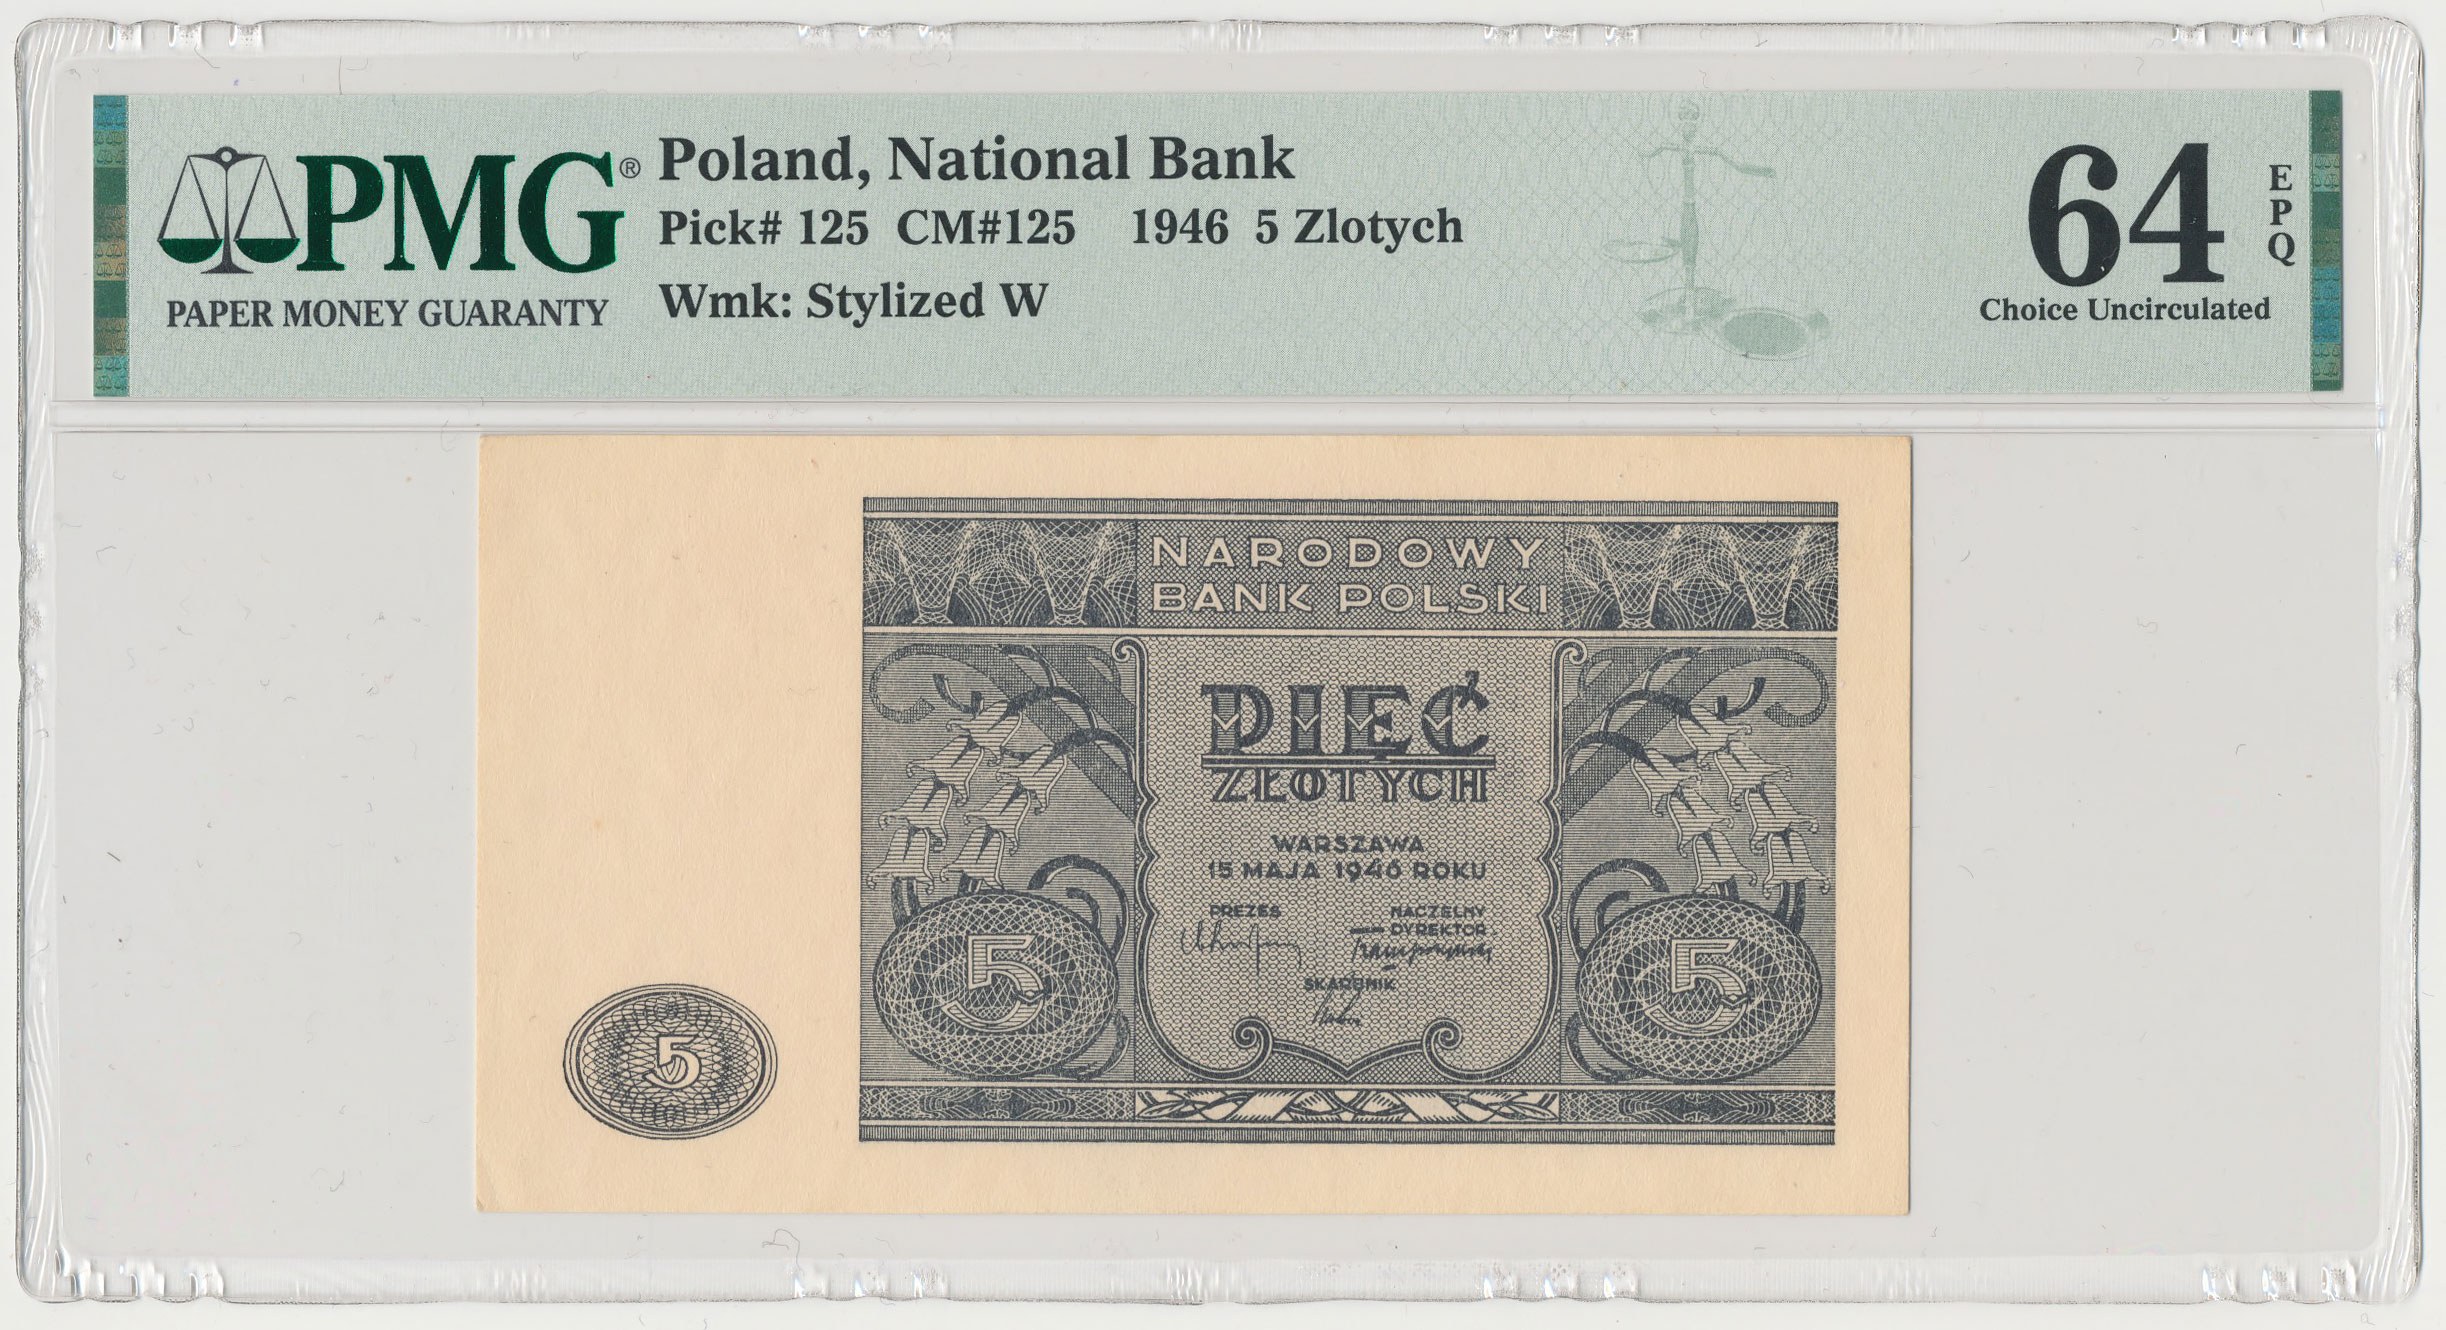 PMG®
PAPER MONEY GUARANTY
Poland, National Bank
Pick# 125 CM#125 1946 5 Zlotych
Wmk: Stylized W
64
EPQ
Choice Uncirculated
NARODOWY
BANK POLSKI
PIĘĆ
ZŁOTYCH
WARSZAWA
15 MAJA 1946 ROKU
PREZES
NACZELNY
DYREKTOR
SKARBNIK
5
5
5